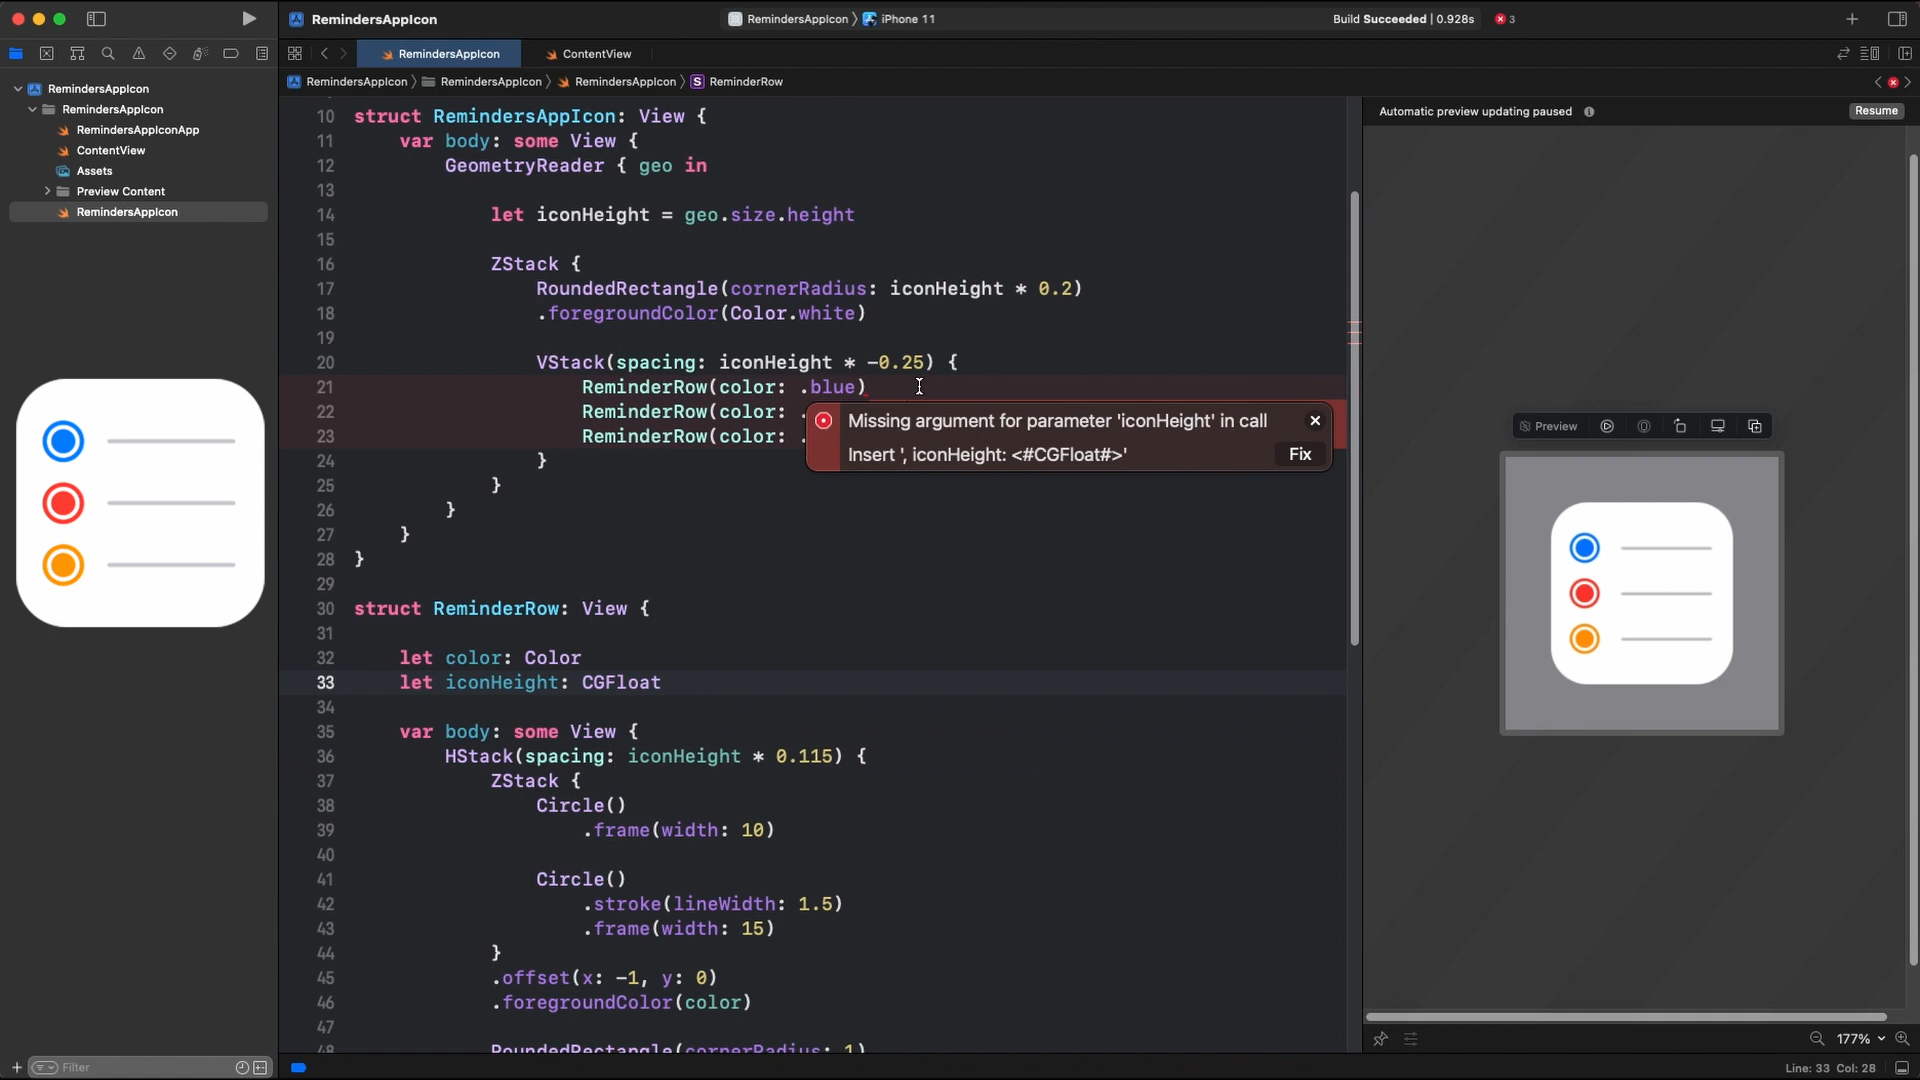 RemindersAppIcon
RemindersAppIcon 〉 iPhone 11
Build Succeeded | 0.928s
3
RemindersAppIcon
ContentView
RemindersAppIcon 〉 RemindersAppIcon 〉 RemindersAppIcon 〉 S ReminderRow
RemindersAppIcon
RemindersAppIcon
RemindersAppIconApp
ContentView
Assets
Preview Content
RemindersAppIcon
Filter
10 struct RemindersAppIcon: View {
11 var body: some View {
12 GeometryReader { geo in
13
14 let iconHeight = geo.size.height
15
16 ZStack {
17 RoundedRectangle(cornerRadius: iconHeight * 0.2)
18 .foregroundColor(Color.white)
19
20 VStack(spacing: iconHeight * -0.25) {
21 ReminderRow(color: .blue)
22 ReminderRow(color: .
23 ReminderRow(color: .
24 }
25 }
26 }
27 }
28 }
29
30 struct ReminderRow: View {
31
32 let color: Color
33 let iconHeight: CGFloat
34
35 var body: some View {
36 HStack(spacing: iconHeight * 0.115) {
37 ZStack {
38 Circle()
39 .frame(width: 10)
40
41 Circle()
42 .stroke(lineWidth: 1.5)
43 .frame(width: 15)
44 }
45 .offset(x: -1, y: 0)
46 .foregroundColor(color)
47
48 RoundedRectangle(cornerRadius: 1)
Missing argument for parameter 'iconHeight' in call
Insert ', iconHeight: <#CGFloat#>'
Fix
Automatic preview updating paused
Resume
Preview
177%
Line: 33 Col: 28